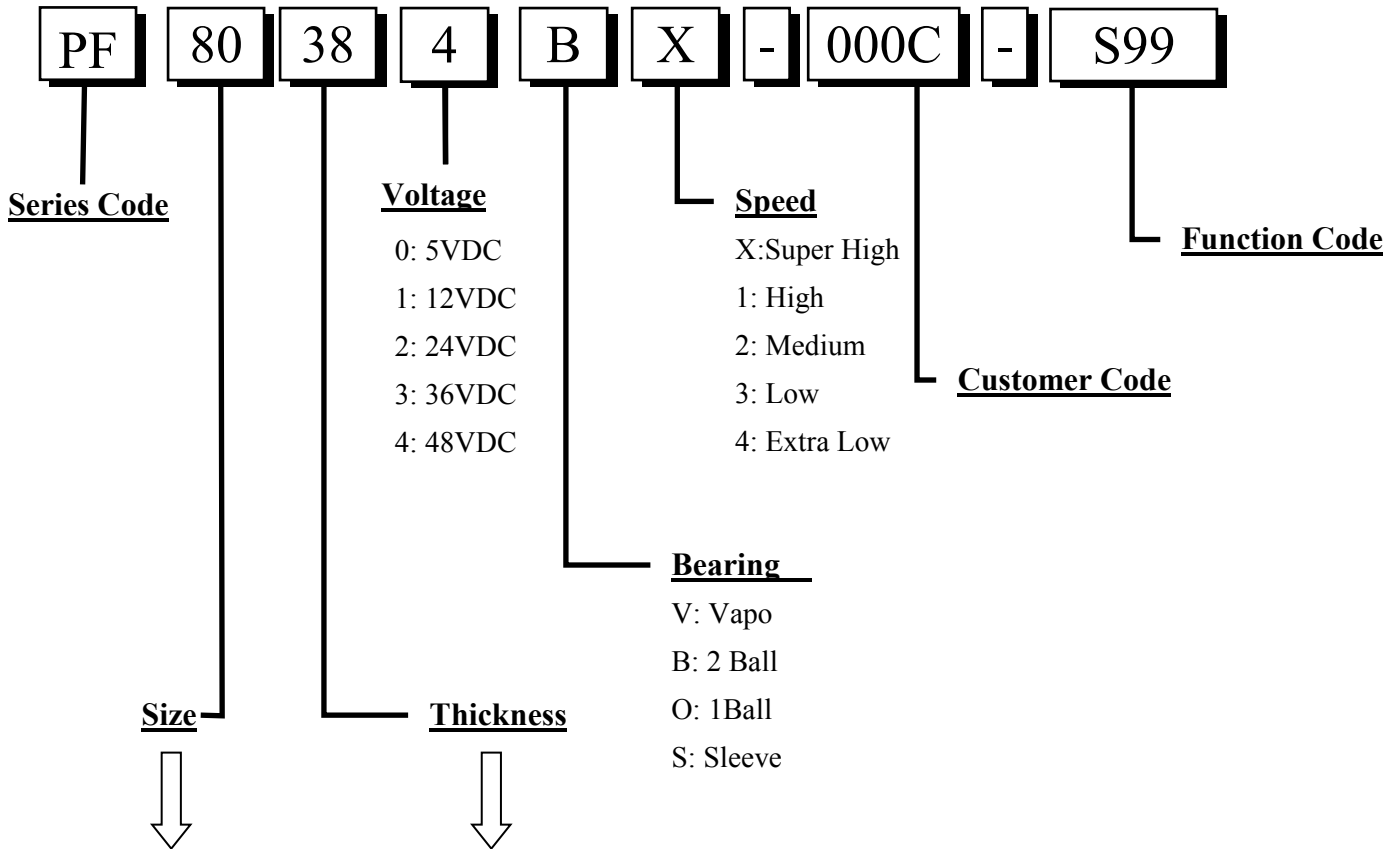 PF 80 38 4 B X - 000C - S99
Series Code
Voltage
0: 5VDC
1: 12VDC
2: 24VDC
3: 36VDC
4: 48VDC
Speed
X:Super High
1: High
2: Medium
3: Low
4: Extra Low
Function Code
Customer Code
Bearing
V: Vapo
B: 2 Ball
O: 1Ball
S: Sleeve
Size
Thickness